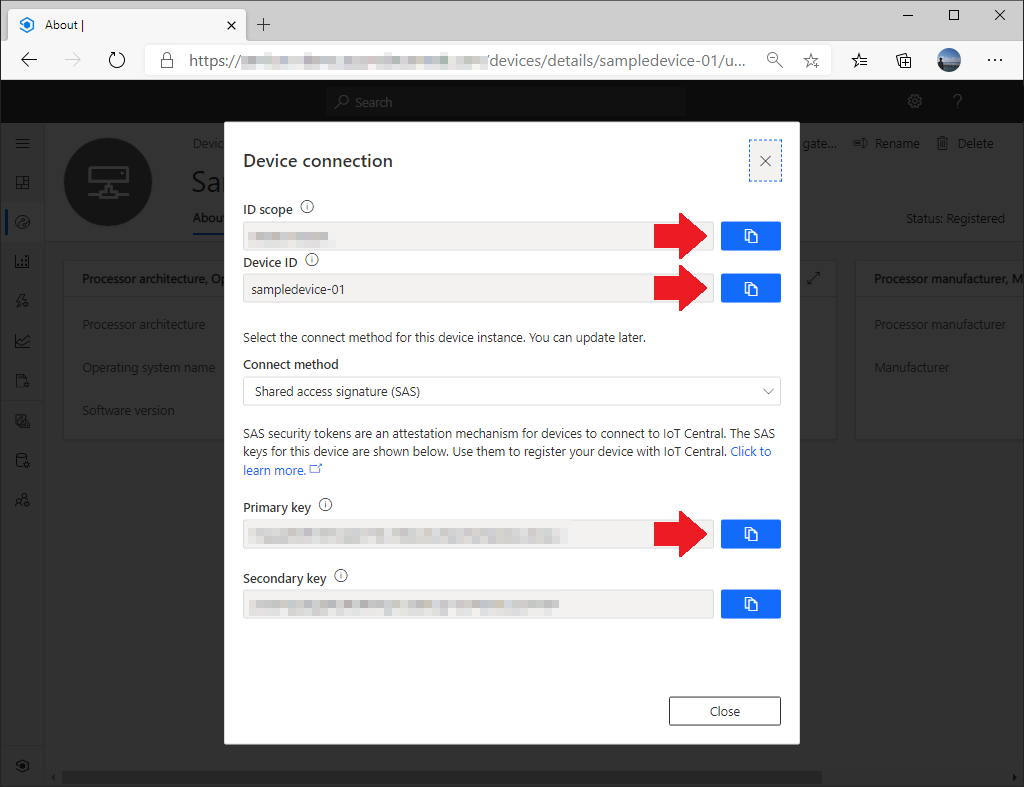 About |
https://
/devices/details/sampledevice-01/u...
Search
Devic
gate...
Rename
Delete
Sa
About
Status: Registered
Device connection
ID scope
Device ID
sampledevice-01
Select the connect method for this device instance. You can update later.
Connect method
Shared access signature (SAS)
SAS security tokens are an attestation mechanism for devices to connect to IoT Central. The SAS
keys for this device are shown below. Use them to register your device with IoT Central. Click to
learn more.
Primary key
Secondary key
Close
Processor architecture, Op
Processor architecture
Operating system name
Software version
Processor manufacturer, M
Processor manufacturer
Manufacturer